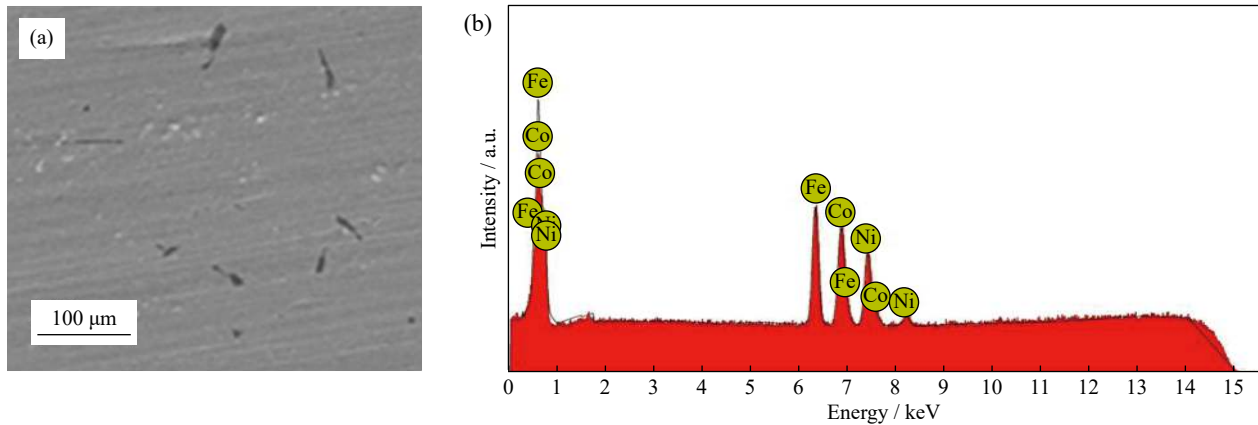 (a)
100 μm
(b)
Intensity / a.u.
Fe
Co
Co
Fe
Ni
Ni
Fe
Co
Ni
Fe
Co
Ni
0 1 2 3 4 5 6 7 8 9 10 11 12 13 14 15
Energy / keV